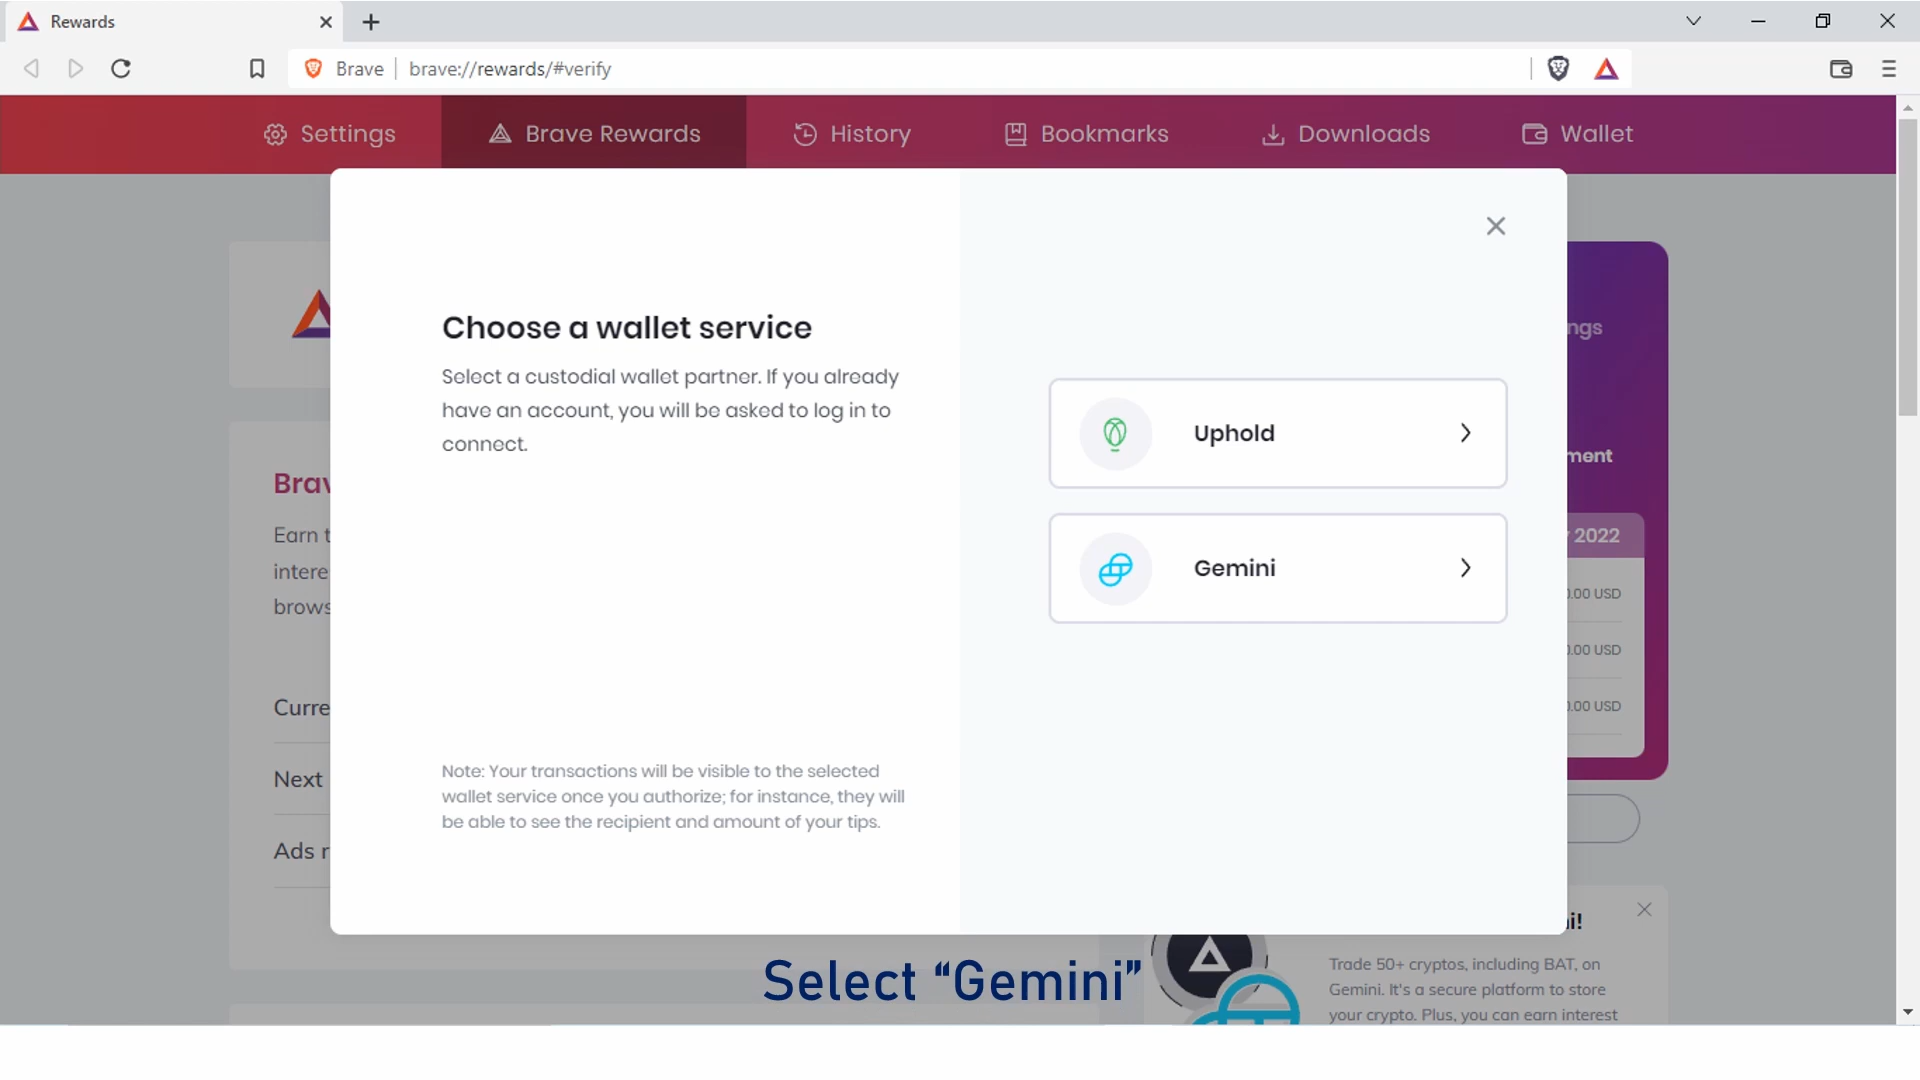 Rewards
Brave
brave://rewards/#verify
Settings
Brave Rewards
History
Bookmarks
Downloads
Wallet
Choose a wallet service
Select a custodial wallet partner. If you already
have an account, you will be asked to log in to
connect.
Uphold
Gemini
Note: Your transactions will be visible to the selected
wallet service once you authorize; for instance, they will
be able to see the recipient and amount of your tips.
Brav
Earn t
intere
brows
Curre
Next
Ads r
ngs
ment
2022
.00 USD
.00 USD
.00 USD
i!
Trade 50+ cryptos, including BAT, on
Gemini. It's a secure platform to store
your crypto. Plus, you can earn interest
Select “Gemini”